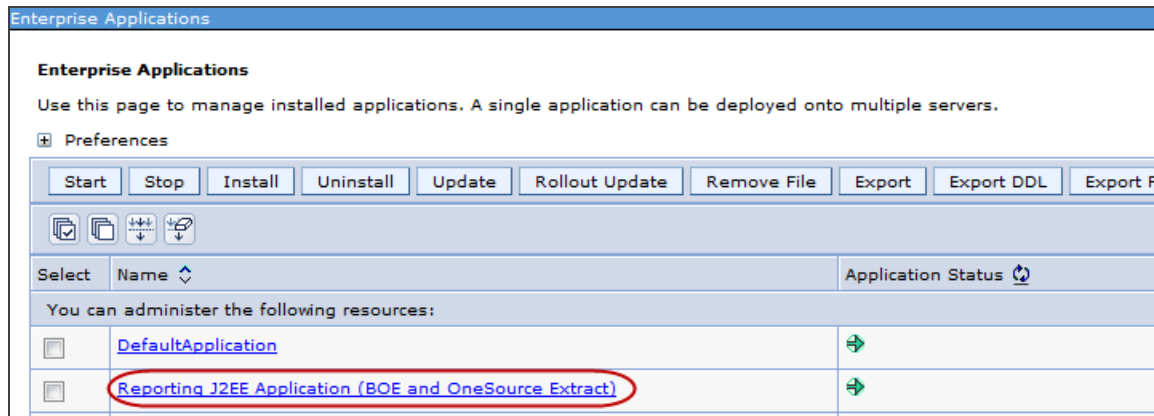 Enterprise Applications
Enterprise Applications
Use this page to manage installed applications. A single application can be deployed onto multiple servers.
Preferences
Start Stop Install Uninstall Update Rollout Update Remove File Export Export DDL Export
Select Name Application Status
You can administer the following resources:
DefaultApplication
Reporting J2EE Application (BOE and OneSource Extract)